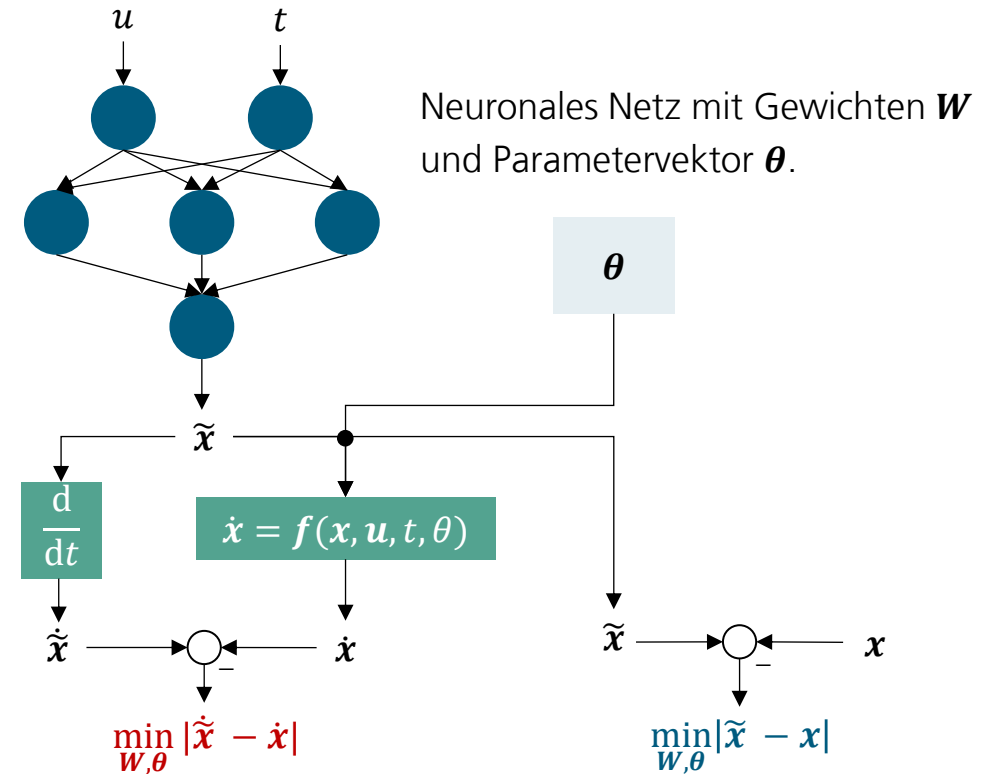 u t
Neuronales Netz mit Gewichten W
und Parametervektor θ.
θ
x̃
d/dt
ẋ = f(x, u, t, θ)
x̃̇ ẋ x̃ x
− −
min |x̃̇ − ẋ| min |x̃ − x|
W,θ W,θ